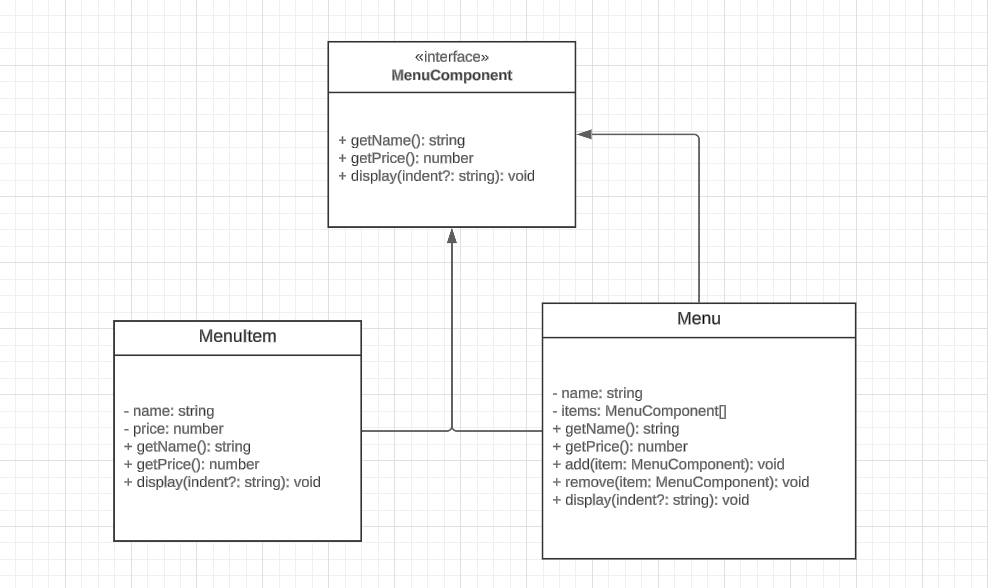 «interface»
MenuComponent
+ getName(): string
+ getPrice(): number
+ display(indent?: string): void
MenuItem
- name: string
- price: number
+ getName(): string
+ getPrice(): number
+ display(indent?: string): void
Menu
- name: string
- items: MenuComponent[]
+ getName(): string
+ getPrice(): number
+ add(item: MenuComponent): void
+ remove(item: MenuComponent): void
+ display(indent?: string): void